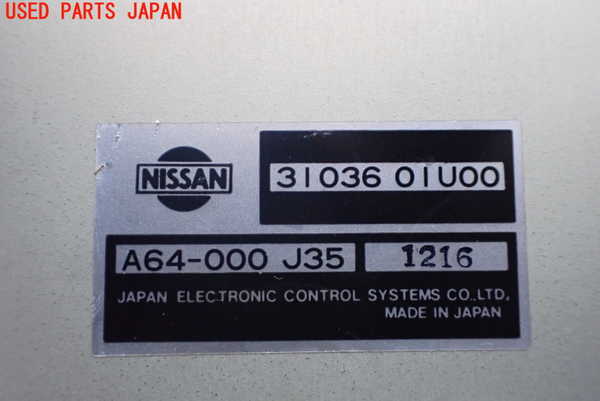 USED PARTS JAPAN
NISSAN
31036 01U00
A64-000 J35 1216
JAPAN ELECTRONIC CONTROL SYSTEMS CO.,LTD.
MADE IN JAPAN